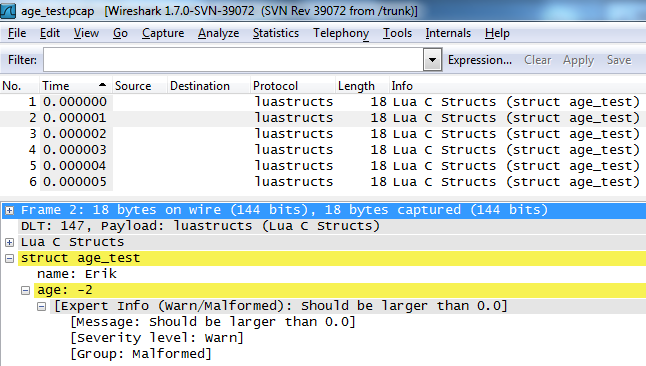 age_test.pcap [Wireshark 1.7.0-SVN-39072 (SVN Rev 39072 from /trunk)]
File Edit View Go Capture Analyze Statistics Telephony Tools Internals Help
Filter: Expression... Clear Apply Save
No. Time Source Destination Protocol Length Info
1 0.000000 luastructs 18 Lua C Structs (struct age_test)
2 0.000001 luastructs 18 Lua C Structs (struct age_test)
3 0.000002 luastructs 18 Lua C Structs (struct age_test)
4 0.000003 luastructs 18 Lua C Structs (struct age_test)
5 0.000004 luastructs 18 Lua C Structs (struct age_test)
6 0.000005 luastructs 18 Lua C Structs (struct age_test)
Frame 2: 18 bytes on wire (144 bits), 18 bytes captured (144 bits)
DLT: 147, Payload: luastructs (Lua C Structs)
Lua C Structs
struct age_test
name: Erik
age: -2
[Expert Info (Warn/Malformed): Should be larger than 0.0]
[Message: Should be larger than 0.0]
[Severity level: Warn]
[Group: Malformed]